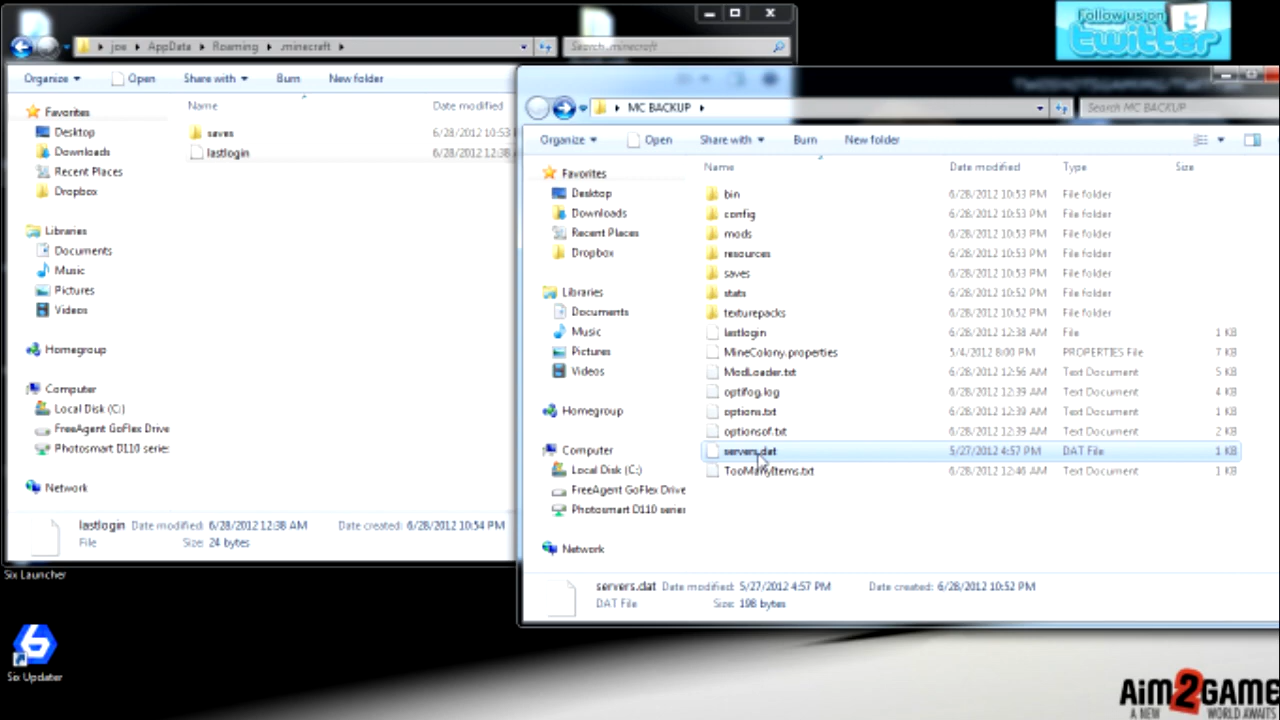 Follow us on
twitter
joe AppData Roaming .minecraft
Search .minecraft
Organize Open Share with Burn New folder
Name Date modified
Favorites
Desktop
Downloads
Recent Places
Dropbox
Libraries
Documents
Music
Pictures
Videos
Homegroup
Computer
Local Disk (C:)
FreeAgent GoFlex Drive
Photosmart D110 serie
Network
saves 6/28/2012 10:53
lastlogin 6/28/2012 12:38
lastlogin Date modified: 6/28/2012 12:38 AM Date created: 6/28/2012 10:54 PM
File Size: 24 bytes
MC BACKUP
Search MC BACKUP
Organize Open Share with Burn New folder
Name Date modified Type Size
Favorites
Desktop
Downloads
Recent Places
Dropbox
Libraries
Documents
Music
Pictures
Videos
Homegroup
Computer
Local Disk (C:)
FreeAgent GoFlex Drive
Photosmart D110 series
Network
bin 6/28/2012 10:53 PM File folder
config 6/28/2012 10:53 PM File folder
mods 6/28/2012 10:53 PM File folder
resources 6/28/2012 10:53 PM File folder
saves 6/28/2012 10:53 PM File folder
stats 6/28/2012 10:52 PM File folder
texturepacks 6/28/2012 10:52 PM File folder
lastlogin 6/28/2012 12:38 AM File 1 KB
MineColony.properties 5/4/2012 8:00 PM PROPERTIES File 7 KB
ModLoader.txt 6/28/2012 12:56 AM Text Document 5 KB
optifog.log 6/28/2012 12:39 AM Text Document 4 KB
options.txt 6/28/2012 12:39 AM Text Document 1 KB
optionsof.txt 6/28/2012 12:39 AM Text Document 2 KB
servers.dat 5/27/2012 4:57 PM DAT File 1 KB
TooManyItems.txt 6/28/2012 12:46 AM Text Document 1 KB
servers.dat Date modified: 5/27/2012 4:57 PM Date created: 6/28/2012 10:52 PM
DAT File Size: 198 bytes
Six Launcher
Six Updater
Aim2GAME
A NEW WORLD AWAITS